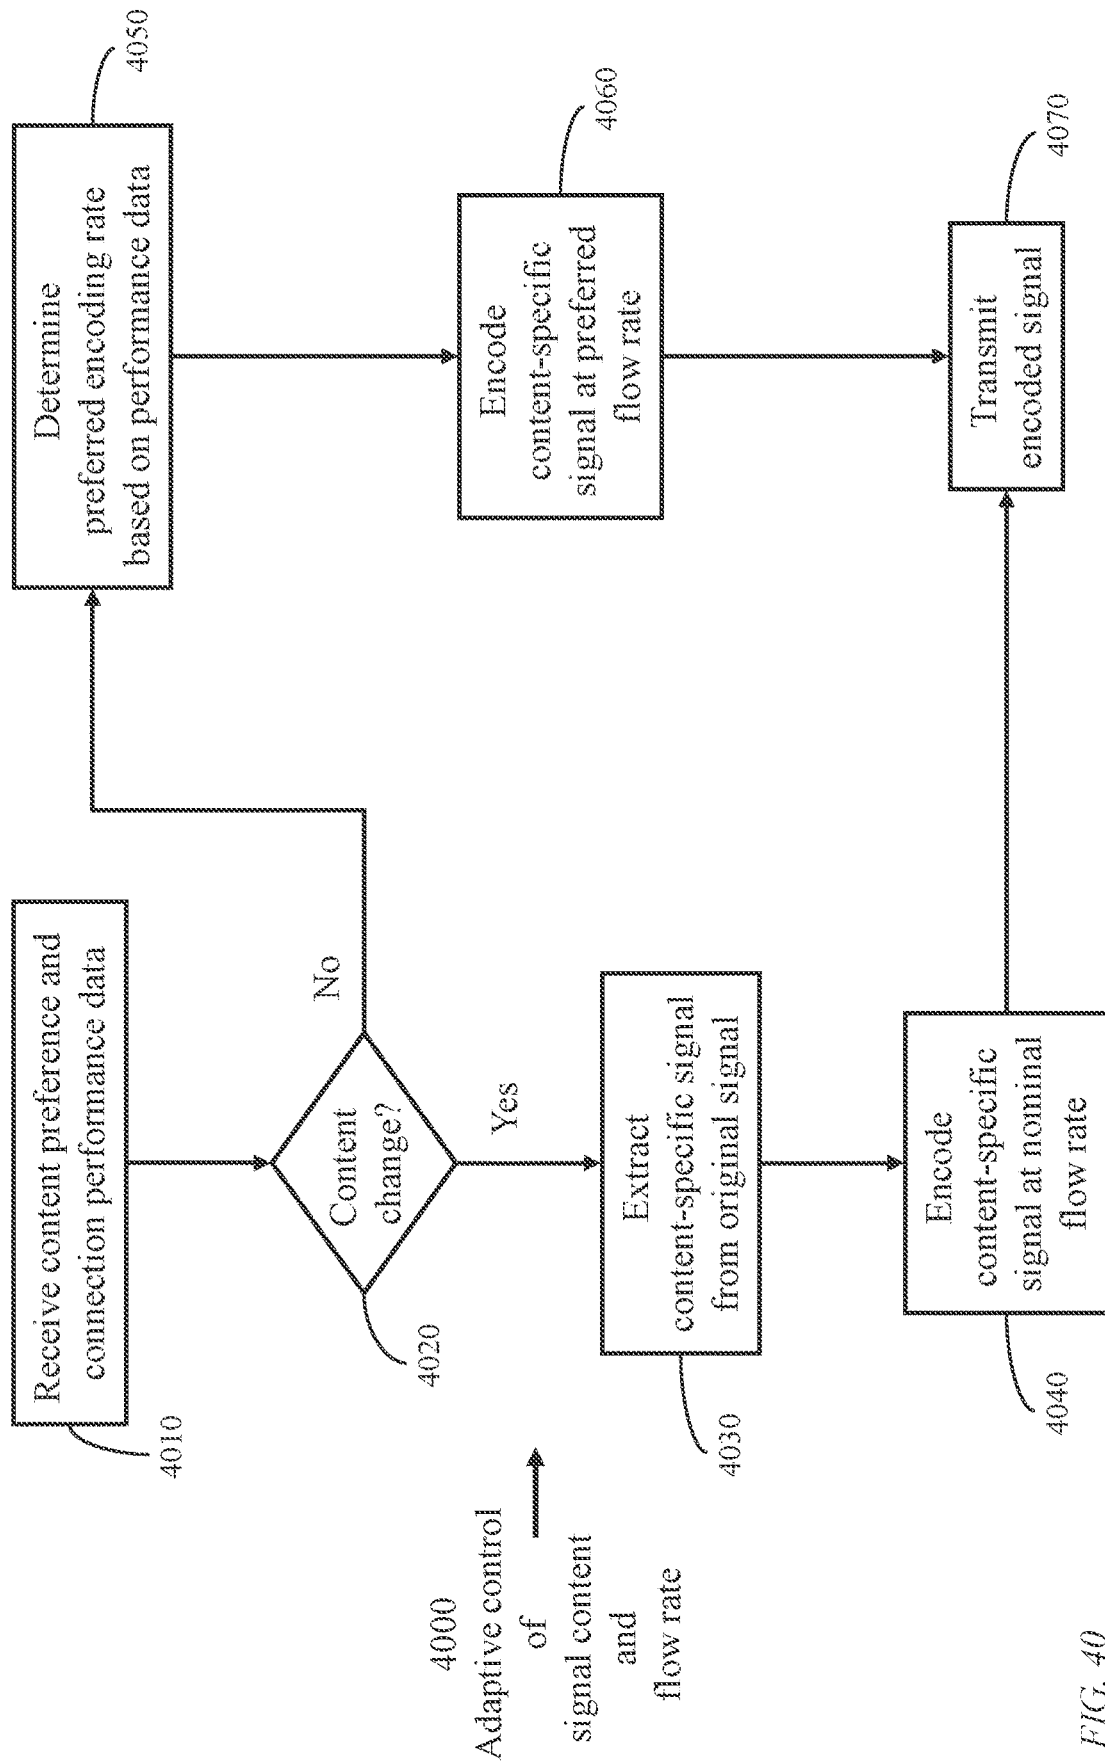 Receive content preference and
connection performance data
4010
Content
change?
4020
No
Yes
Determine
preferred encoding rate
based on performance data
4050
Extract
content-specific signal
from original signal
4030
Encode
content-specific
signal at preferred
flow rate
4060
Encode
content-specific
signal at nominal
flow rate
4040
Transmit
encoded signal
4070
4000
Adaptive control
of
signal content
and
flow rate
FIG. 40